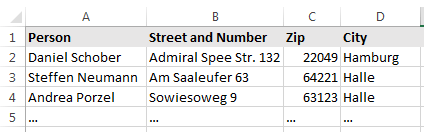 A B C D
1 Person Street and Number Zip City
2 Daniel Schober Admiral Spee Str. 132 22049 Hamburg
3 Steffen Neumann Am Saaleufer 63 64221 Halle
4 Andrea Porzel Sowiesoweg 9 63123 Halle
5 ... ... ... ...